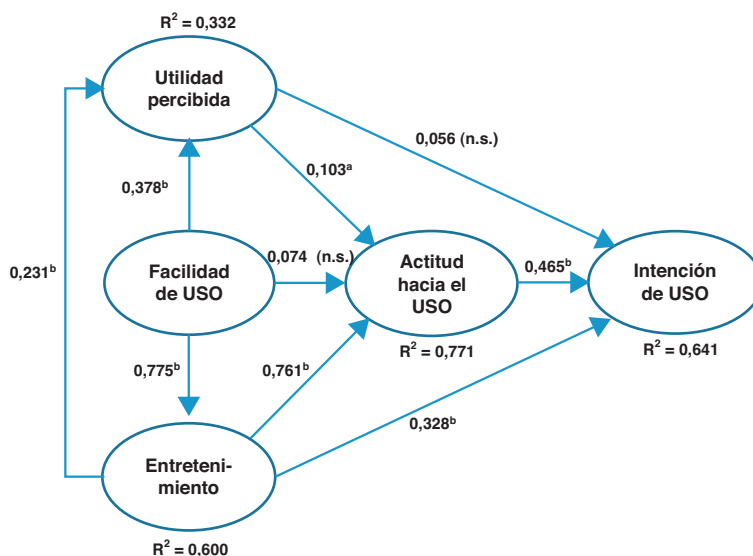 R² = 0,332
Utilidad
percibida
0,056 (n.s.)
0,103ᵃ
0,378ᵇ
0,231ᵇ
Facilidad
de USO
0,074 (n.s.)
Actitud
hacia el
USO
0,465ᵇ
Intención
de USO
R² = 0,771
R² = 0,641
0,775ᵇ
0,761ᵇ
0,328ᵇ
Entreteni-
miento
R² = 0,600